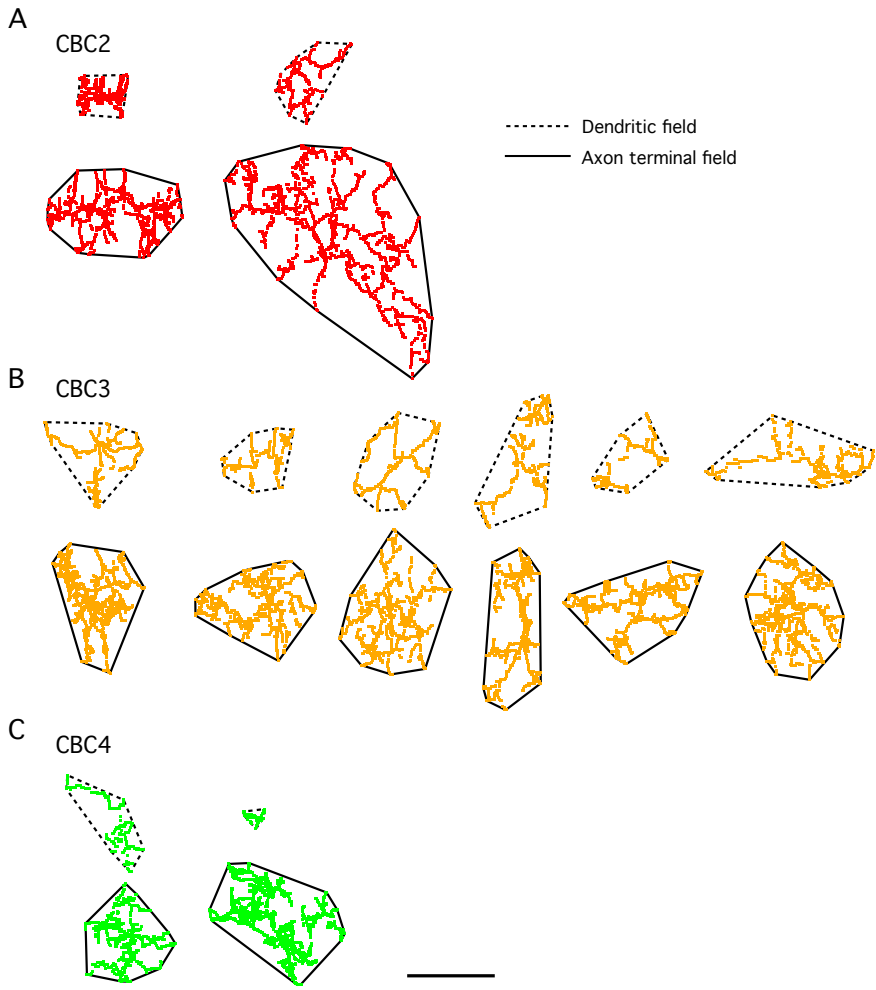 A
CBC2
Dendritic field
Axon terminal field
B
CBC3
C
CBC4